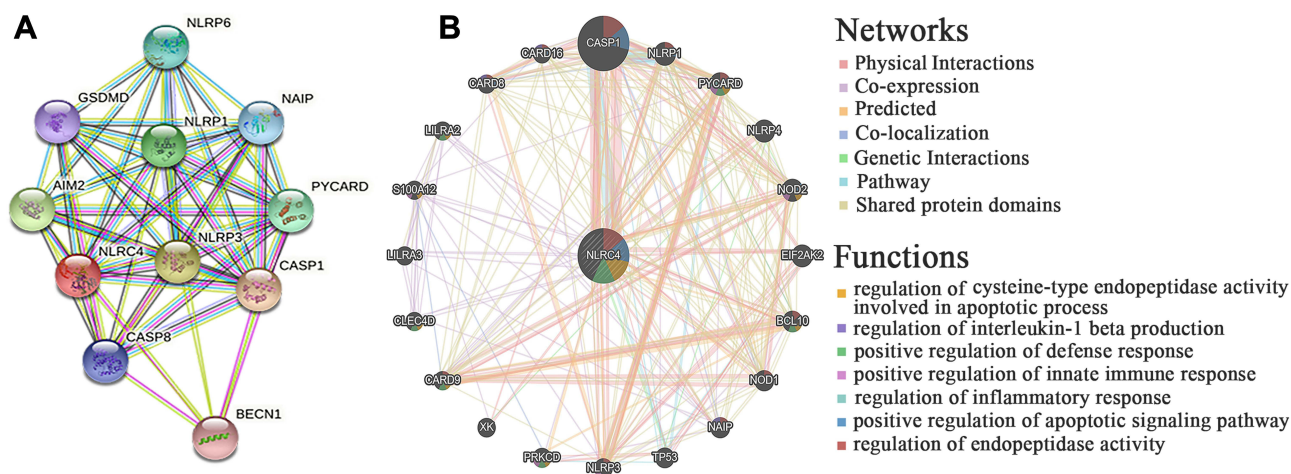 A
NLRP6
GSDMD
NAIP
NLRP1
AIM2
PYCARD
NLRP3
NLRC4
CASP1
CASP8
BECN1
B
CASP1
CARD16
NLRP1
CARD8
PYCARD
LILRA2
NLRP4
S100A12
NOD2
NLRC4
LILRA3
EIF2AK2
CLEC4D
BCL10
CARD9
NOD1
XK
NAIP
PRKCD
TP53
NLRP3
Networks
Physical Interactions
Co-expression
Predicted
Co-localization
Genetic Interactions
Pathway
Shared protein domains
Functions
regulation of cysteine-type endopeptidase activity
involved in apoptotic process
regulation of interleukin-1 beta production
positive regulation of defense response
positive regulation of innate immune response
regulation of inflammatory response
positive regulation of apoptotic signaling pathway
regulation of endopeptidase activity